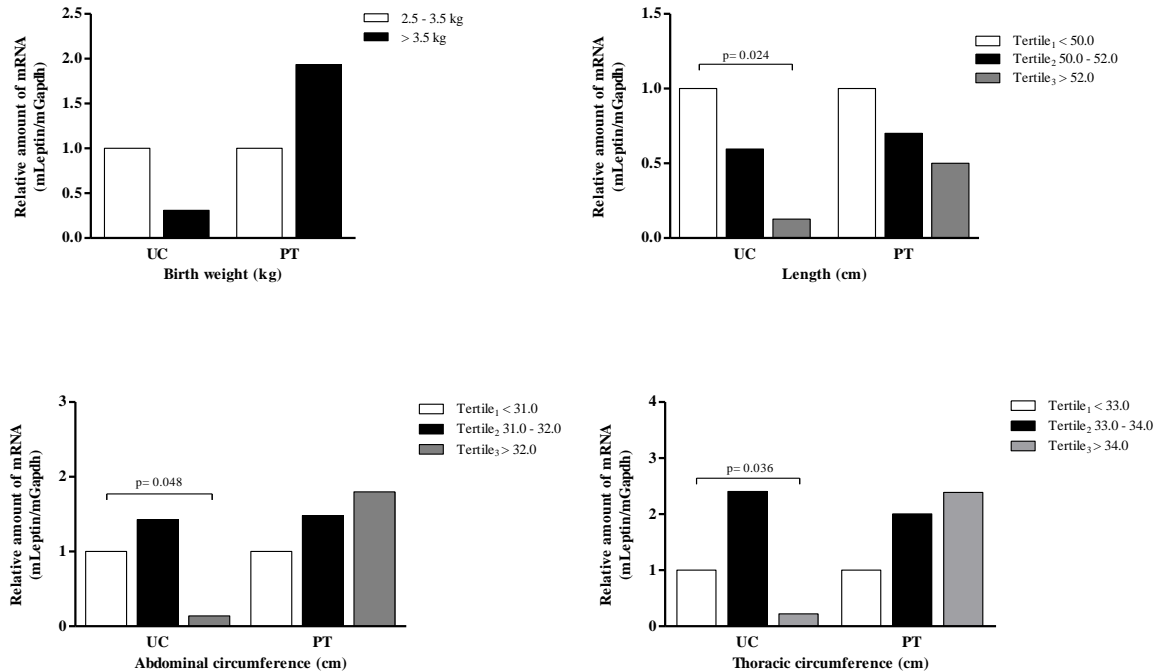 2.5 - 3.5 kg
> 3.5 kg
Relative amount of mRNA
(mLeptin/mGapdh)
2.5
2.0
1.5
1.0
0.5
0.0
UC
PT
Birth weight (kg)
Tertile₁ < 50.0
Tertile₂ 50.0 - 52.0
Tertile₃ > 52.0
p= 0.024
Relative amount of mRNA
(mLeptin/mGapdh)
1.5
1.0
0.5
0.0
UC
PT
Length (cm)
Tertile₁ < 31.0
Tertile₂ 31.0 - 32.0
Tertile₃ > 32.0
p= 0.048
Relative amount of mRNA
(mLeptin/mGapdh)
3
2
1
0
UC
PT
Abdominal circumference (cm)
Tertile₁ < 33.0
Tertile₂ 33.0 - 34.0
Tertile₃ > 34.0
p= 0.036
Relative amount of mRNA
(mLeptin/mGapdh)
4
3
2
1
0
UC
PT
Thoracic circumference (cm)